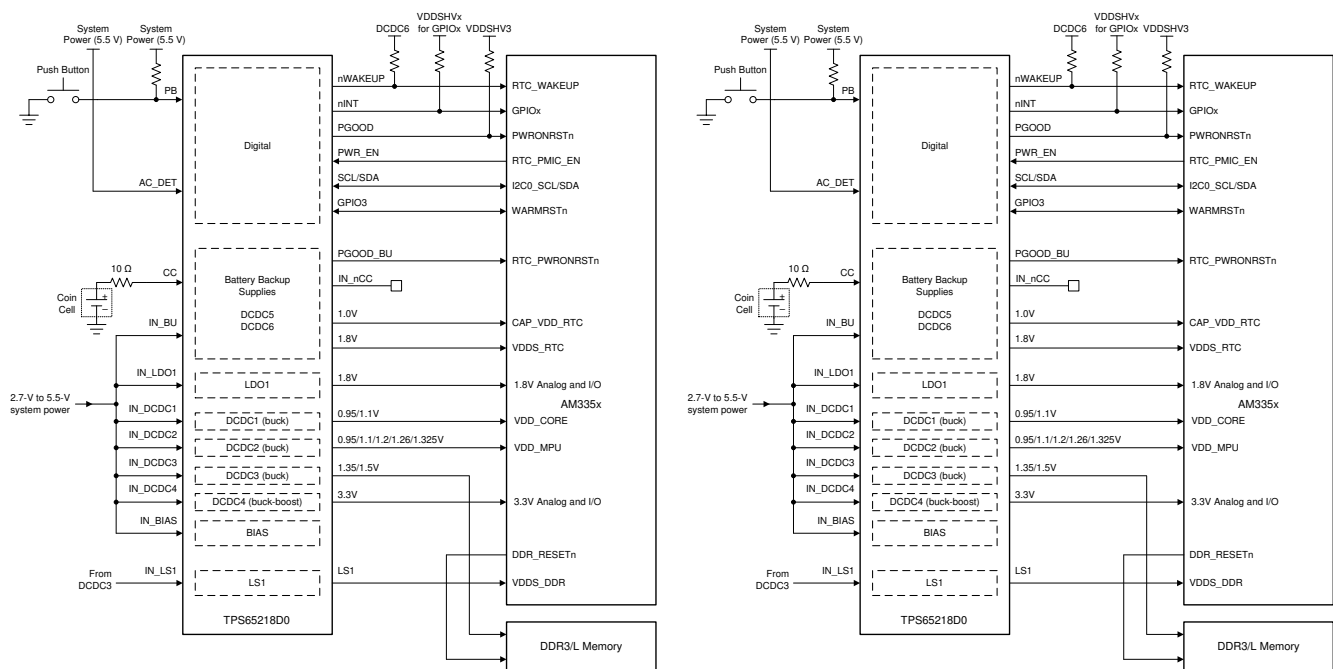 System
Power (5.5 V)
System
Power (5.5 V)
DCDC6
VDDSHVx
for GPIOx
VDDSHV3
Push Button
PB
nWAKEUP
RTC_WAKEUP
nINT
GPIOx
PGOOD
PWRONRSTn
Digital
PWR_EN
RTC_PMIC_EN
AC_DET
SCL/SDA
I2C0_SCL/SDA
GPIO3
WARMRSTn
PGOOD_BU
RTC_PWRONRSTn
10 Ω
CC
Battery Backup
Supplies
IN_nCC
Coin
Cell
+
−
DCDC5
DCDC6
IN_BU
1.0V
CAP_VDD_RTC
1.8V
VDDS_RTC
IN_LDO1
LDO1
1.8V
1.8V Analog and I/O
2.7-V to 5.5-V
system power
AM335x
IN_DCDC1
DCDC1 (buck)
0.95/1.1V
VDD_CORE
IN_DCDC2
DCDC2 (buck)
0.95/1.1/1.2/1.26/1.325V
VDD_MPU
IN_DCDC3
DCDC3 (buck)
1.35/1.5V
IN_DCDC4
DCDC4 (buck-boost)
3.3V
3.3V Analog and I/O
IN_BIAS
BIAS
DDR_RESETn
From
DCDC3
IN_LS1
LS1
LS1
VDDS_DDR
TPS65218D0
DDR3/L Memory
System
Power (5.5 V)
System
Power (5.5 V)
DCDC6
VDDSHVx
for GPIOx
VDDSHV3
Push Button
PB
nWAKEUP
RTC_WAKEUP
nINT
GPIOx
PGOOD
PWRONRSTn
Digital
PWR_EN
RTC_PMIC_EN
AC_DET
SCL/SDA
I2C0_SCL/SDA
GPIO3
WARMRSTn
PGOOD_BU
RTC_PWRONRSTn
10 Ω
CC
Battery Backup
Supplies
IN_nCC
Coin
Cell
+
−
DCDC5
DCDC6
IN_BU
1.0V
CAP_VDD_RTC
1.8V
VDDS_RTC
IN_LDO1
LDO1
1.8V
1.8V Analog and I/O
2.7-V to 5.5-V
system power
AM335x
IN_DCDC1
DCDC1 (buck)
0.95/1.1V
VDD_CORE
IN_DCDC2
DCDC2 (buck)
0.95/1.1/1.2/1.26/1.325V
VDD_MPU
IN_DCDC3
DCDC3 (buck)
1.35/1.5V
IN_DCDC4
DCDC4 (buck-boost)
3.3V
3.3V Analog and I/O
IN_BIAS
BIAS
DDR_RESETn
From
DCDC3
IN_LS1
LS1
LS1
VDDS_DDR
TPS65218D0
DDR3/L Memory